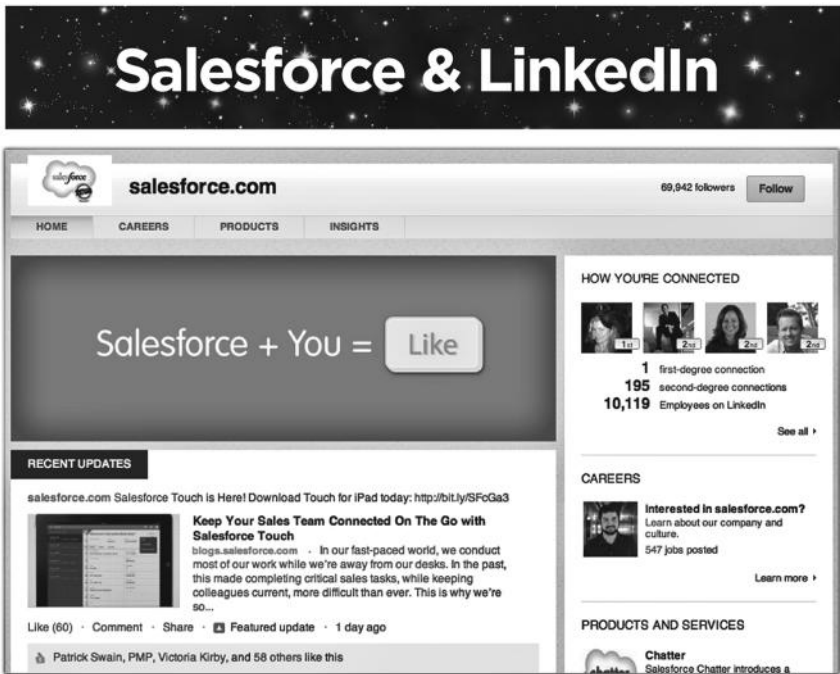 Salesforce & LinkedIn
salesforce
salesforce.com
69,942 followers
Follow
HOME
CAREERS
PRODUCTS
INSIGHTS
Salesforce + You = Like
HOW YOU'RE CONNECTED
1st
2nd
2nd
2nd
1 first-degree connection
195 second-degree connections
10,119 Employees on LinkedIn
See all
RECENT UPDATES
salesforce.com Salesforce Touch is Here! Download Touch for iPad today: http://bit.ly/SFcGa3
Keep Your Sales Team Connected On The Go with
Salesforce Touch
blogs.salesforce.com · In our fast-paced world, we conduct
most of our work while we're away from our desks. In the past,
this made completing critical sales tasks, while keeping
colleagues current, more difficult than ever. This is why we're
so...
Like (60) · Comment · Share · Featured update · 1 day ago
Patrick Swain, PMP, Victoria Kirby, and 58 others like this
CAREERS
Interested in salesforce.com?
Learn about our company and
culture.
547 jobs posted
Learn more
PRODUCTS AND SERVICES
Chatter
Salesforce Chatter introduces a
chatter